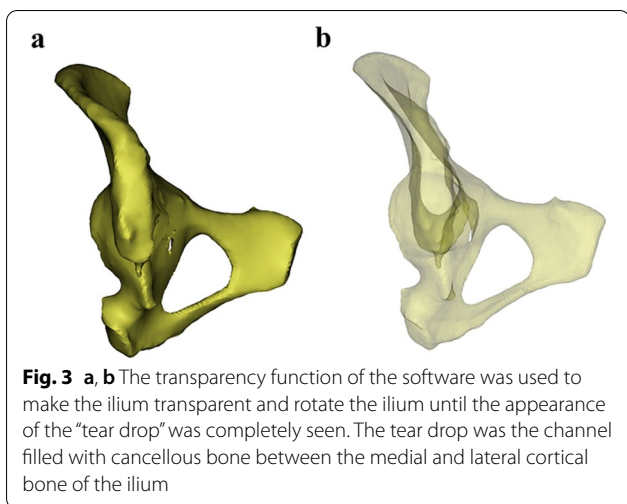 a
b
Fig. 3 a, b The transparency function of the software was used to
make the ilium transparent and rotate the ilium until the appearance
of the “tear drop” was completely seen. The tear drop was the channel
filled with cancellous bone between the medial and lateral cortical
bone of the ilium